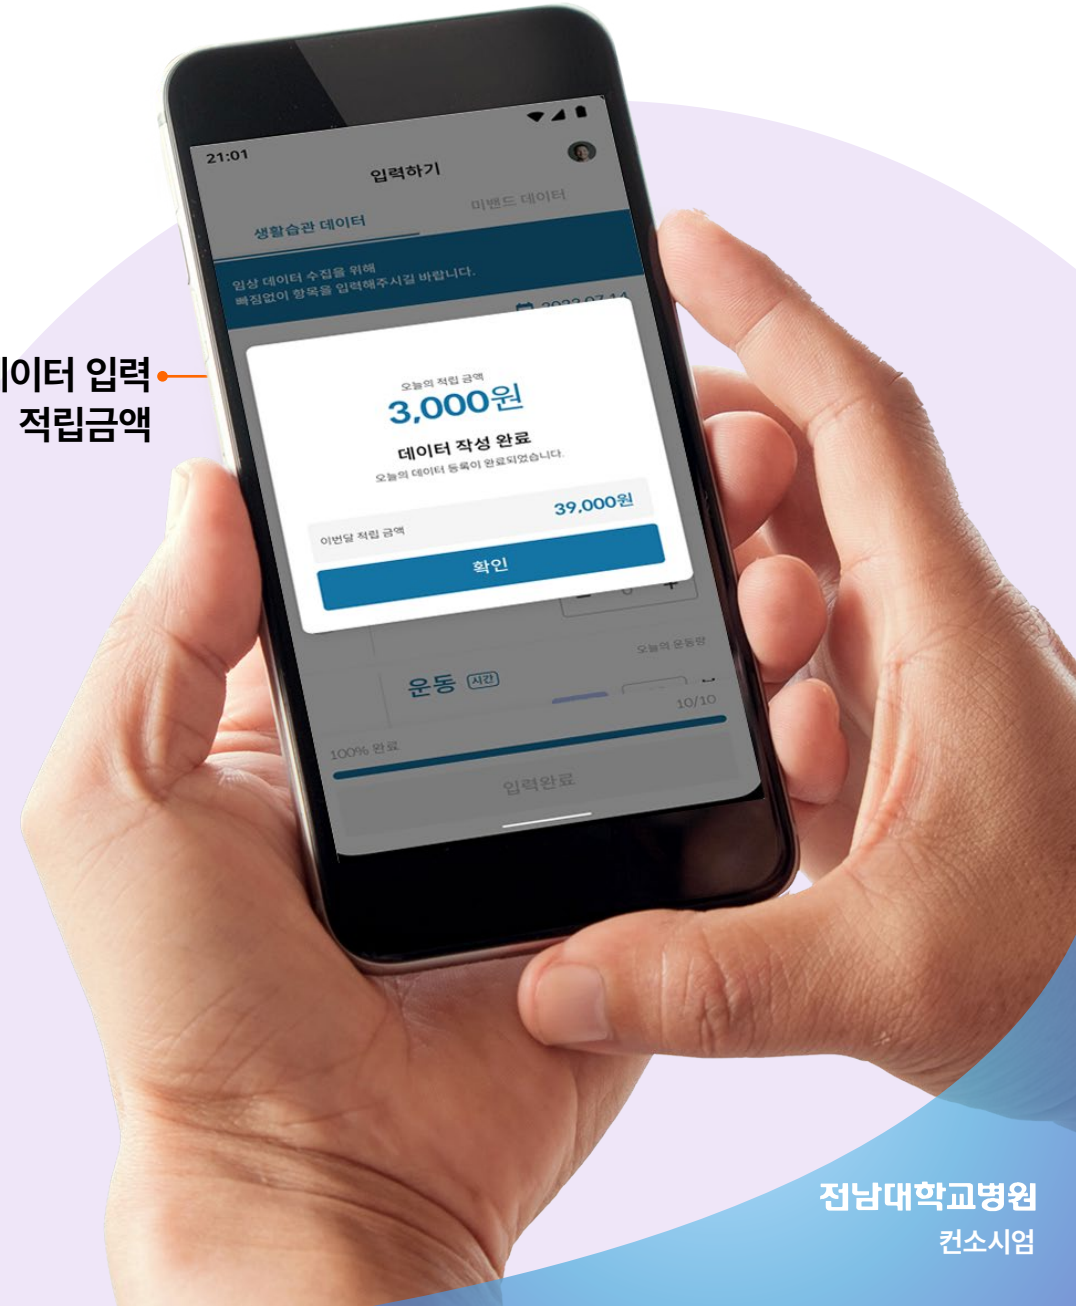 21:01
입력하기
생활습관 데이터
미밴드 데이터
임상 데이터 수집을 위해
빠짐없이 항목을 입력해주시길 바랍니다.
오늘의 적립 금액
3,000원
데이터 작성 완료
오늘의 데이터 등록이 완료되었습니다.
이번달 적립 금액
39,000원
확인
입력
적립금액
오늘의 운동량
운동 시간
10/10
100% 완료
입력완료
전남대학교병원
컨소시엄